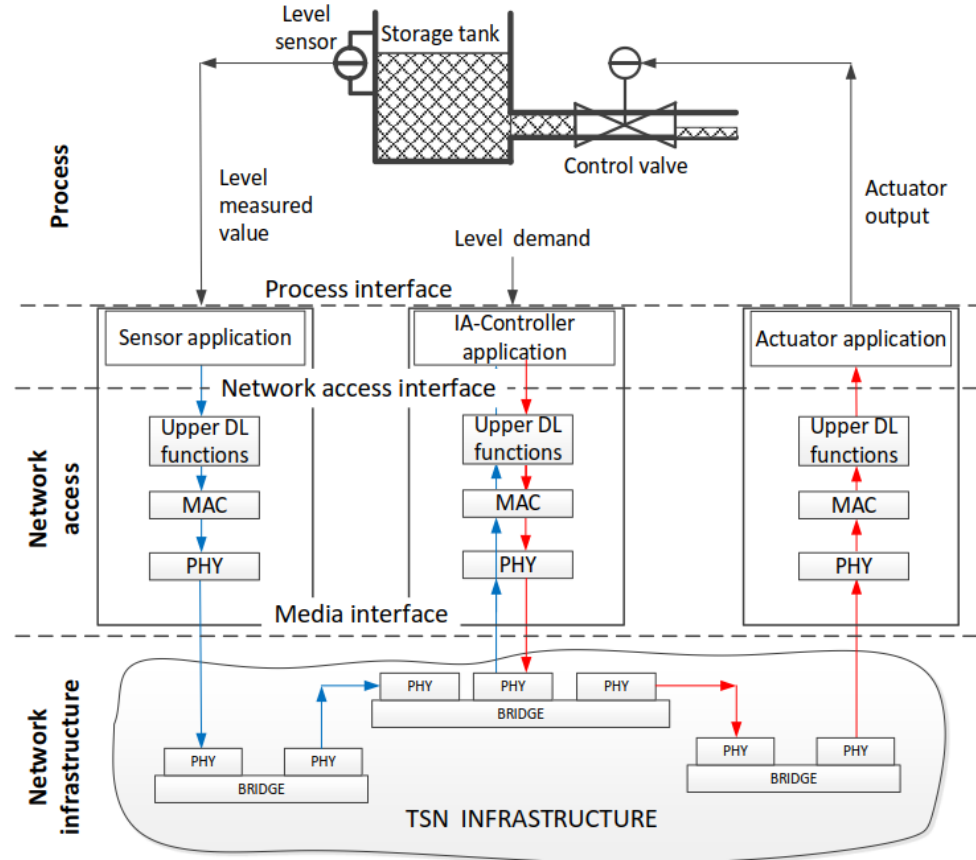 Level
sensor
Storage tank
Control valve
Process
Level
measured
value
Level demand
Actuator
output
Process interface
Sensor application
IA-Controller
application
Actuator application
Network access interface
Network
access
Upper DL
functions
Upper DL
functions
Upper DL
functions
MAC
MAC
MAC
PHY
PHY
PHY
Media interface
Network
infrastructure
PHY
PHY
PHY
BRIDGE
PHY
PHY
BRIDGE
PHY
PHY
BRIDGE
TSN INFRASTRUCTURE